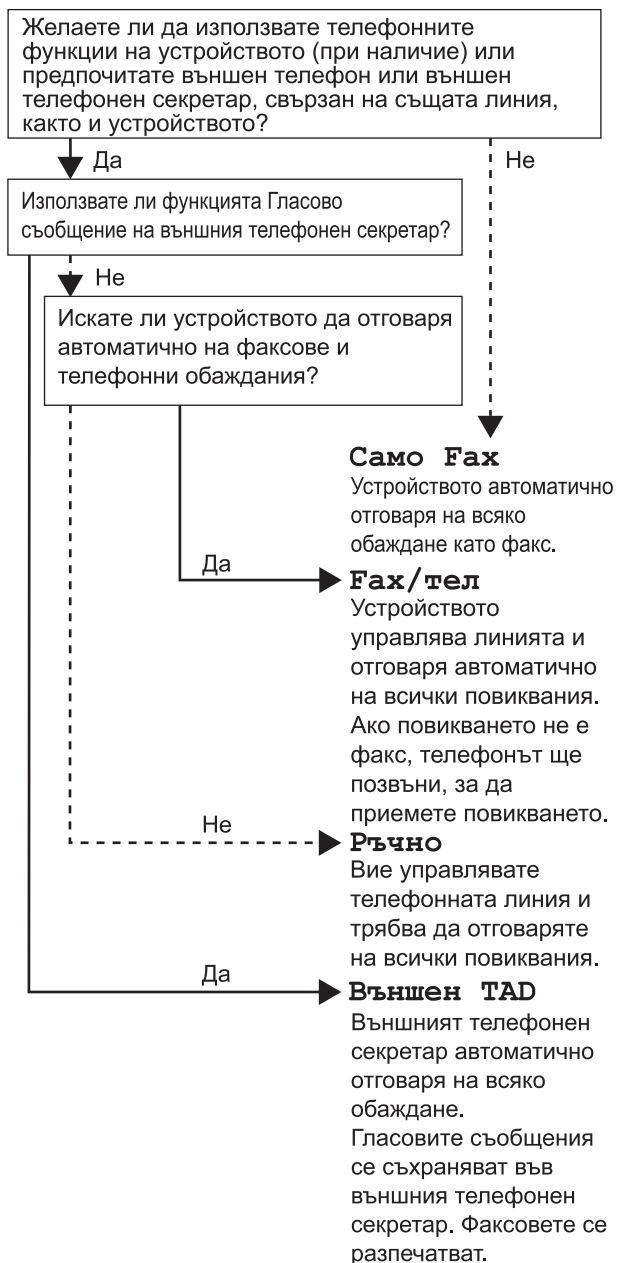 Желаете ли да използвате телефонните
функции на устройството (при наличие) или
предпочитате външен телефон или външен
телефонен секретар, свързан на същата линия,
както и устройството?
Да
Не
Използвате ли функцията Гласово
съобщение на външния телефонен секретар?
Не
Искате ли устройството да отговаря
автоматично на факсове и
телефонни обаждания?
Само Fax
Устройството автоматично
отговаря на всяко
обаждане като факс.
Да
Fax/тел
Устройството
управлява линията и
отговаря автоматично
на всички повиквания.
Ако повикването не е
факс, телефонът ще
позвъни, за да
приемете повикването.
Не
Ръчно
Вие управлявате
телефонната линия и
трябва да отговаряте
на всички повиквания.
Да
Външен TAD
Външният телефонен
секретар автоматично
отговаря на всяко
обаждане.
Гласовите съобщения
се съхраняват във
външния телефонен
секретар. Факсовете се
разпечатват.